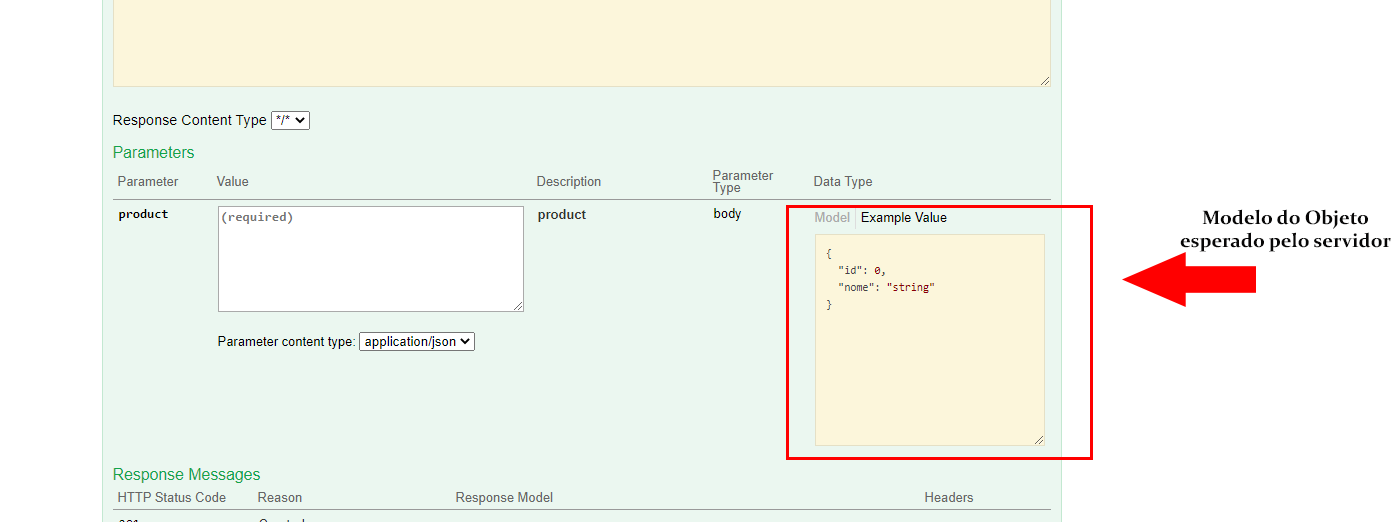 Response Content Type */*
Parameters
Parameter Value Description Parameter Type Data Type
product (required) product body Model Example Value
{
"id": 0,
"nome": "string"
}
Parameter content type: application/json
Modelo do Objeto
esperado pelo servidor
Response Messages
HTTP Status Code Reason Response Model Headers